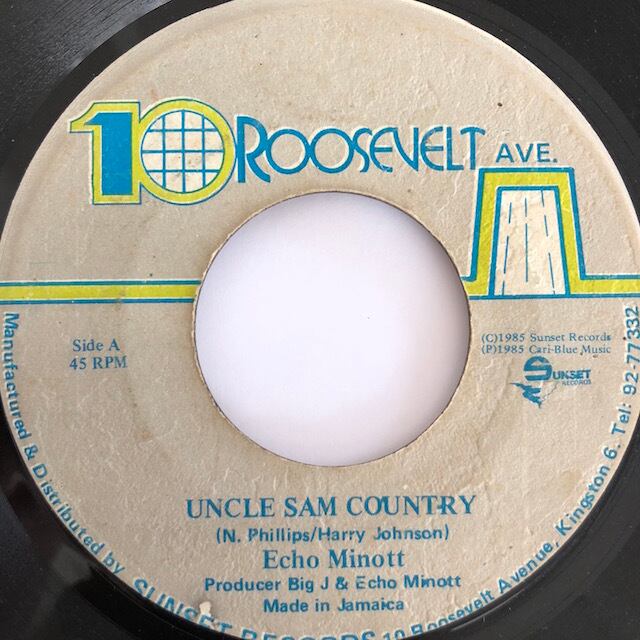 10 ROOSEVELT AVE.
Side A
45 RPM
(C)1985 Sunset Records
(P)1985 Cari-Blue Music
SUNSET
RECORDS
UNCLE SAM COUNTRY
(N. Phillips/Harry Johnson)
Echo Minott
Producer Big J & Echo Minott
Made in Jamaica
Manufactured & Distributed by SUNSET RECORDS 10 Roosevelt Avenue, Kingston 6. Tel: 92-77332